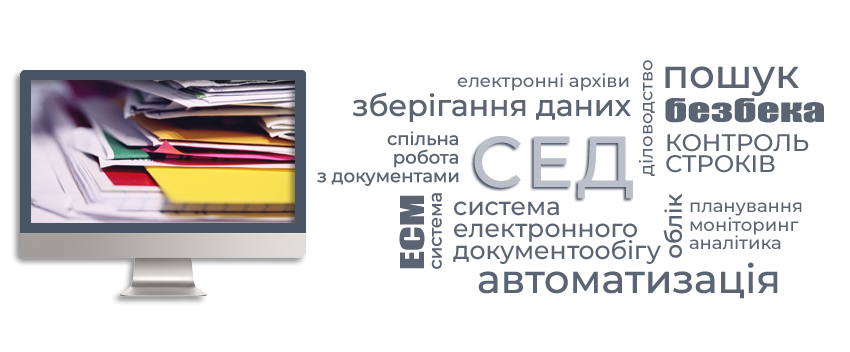 електронні архіви
зберігання даних
діловодство
пошук
безбека
КОНТРОЛЬ
СТРОКІВ
спільна
робота
з документами
СЕД
ЕСМ
система
система
електронного
документообігу
облік
планування
моніторинг
аналітика
автоматизація